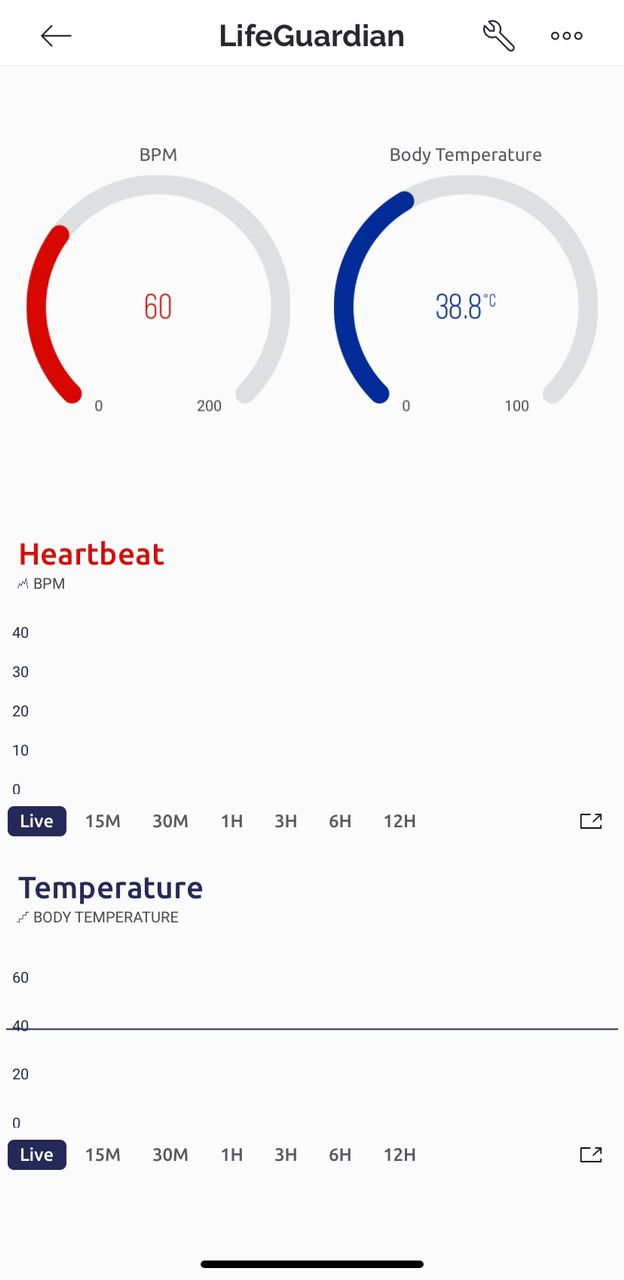 LifeGuardian
BPM
Body Temperature
60
38.8°C
0
200
0
100
Heartbeat
BPM
40
30
20
10
0
Live 15M 30M 1H 3H 6H 12H
Temperature
BODY TEMPERATURE
60
40
20
0
Live 15M 30M 1H 3H 6H 12H